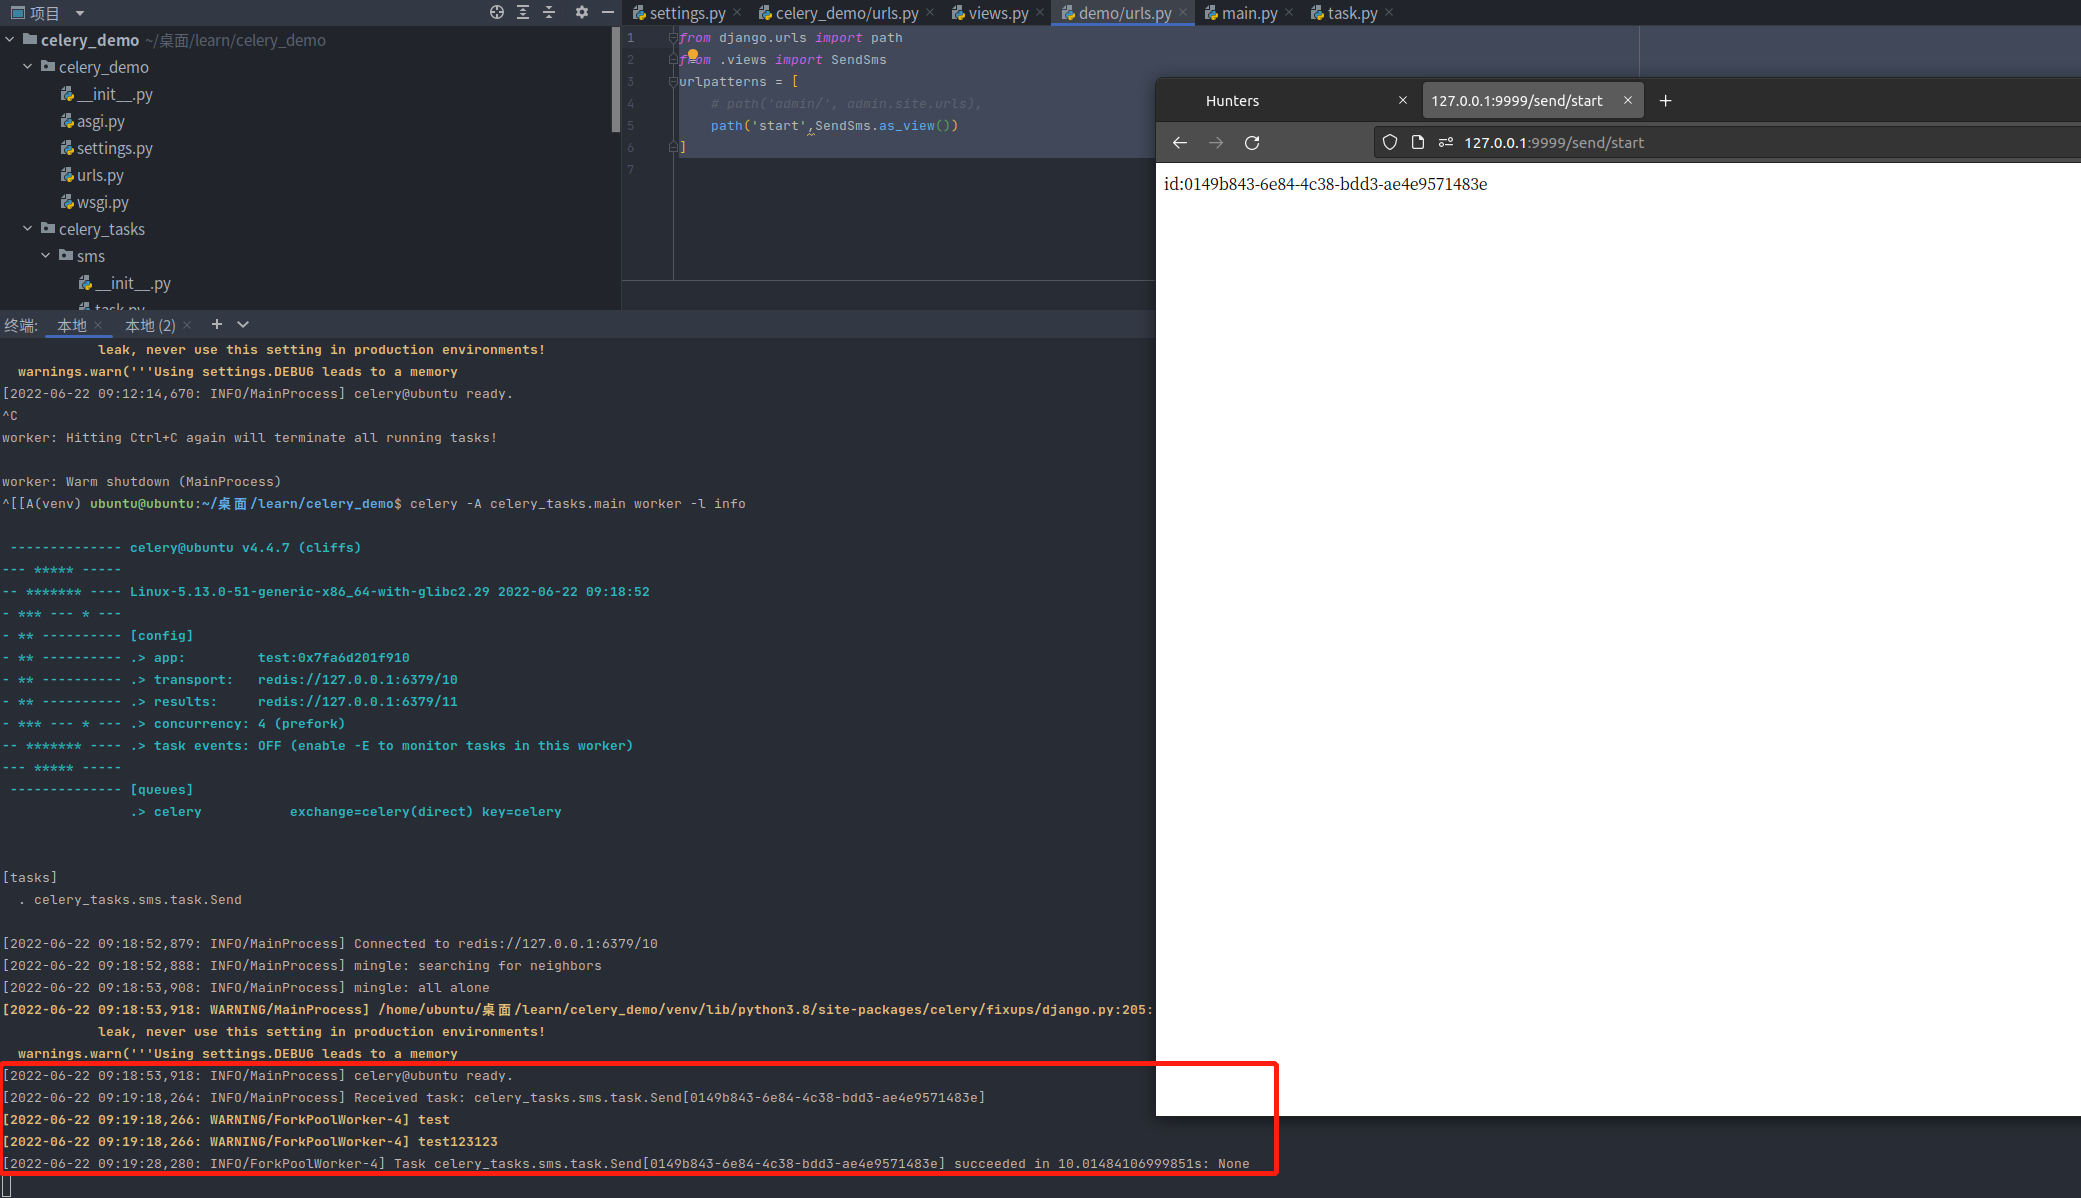 项目
settings.py
celery_demo/urls.py
views.py
demo/urls.py
main.py
task.py
celery_demo ~/桌面/learn/celery_demo
celery_demo
__init__.py
asgi.py
settings.py
urls.py
wsgi.py
celery_tasks
sms
__init__.py
task.py
1 from django.urls import path
2 from .views import SendSms
3 urlpatterns = [
4 # path('admin/', admin.site.urls),
5 path('start',SendSms.as_view())
6 ]
7
Hunters
127.0.0.1:9999/send/start
127.0.0.1:9999/send/start
id:0149b843-6e84-4c38-bdd3-ae4e9571483e
终端: 本地 本地 (2)
leak, never use this setting in production environments!
warnings.warn('''Using settings.DEBUG leads to a memory
[2022-06-22 09:12:14,670: INFO/MainProcess] celery@ubuntu ready.
^C
worker: Hitting Ctrl+C again will terminate all running tasks!
worker: Warm shutdown (MainProcess)
^[[A(venv) ubuntu@ubuntu:~/桌面/learn/celery_demo$ celery -A celery_tasks.main worker -l info
-------------- celery@ubuntu v4.4.7 (cliffs)
--- ***** -----
-- ******* ---- Linux-5.13.0-51-generic-x86_64-with-glibc2.29 2022-06-22 09:18:52
- *** --- * ---
- ** ---------- [config]
- ** ---------- .> app: test:0x7fa6d201f910
- ** ---------- .> transport: redis://127.0.0.1:6379/10
- ** ---------- .> results: redis://127.0.0.1:6379/11
- *** --- * --- .> concurrency: 4 (prefork)
-- ******* ---- .> task events: OFF (enable -E to monitor tasks in this worker)
--- ***** -----
-------------- [queues]
.> celery exchange=celery(direct) key=celery
[tasks]
. celery_tasks.sms.task.Send
[2022-06-22 09:18:52,879: INFO/MainProcess] Connected to redis://127.0.0.1:6379/10
[2022-06-22 09:18:52,888: INFO/MainProcess] mingle: searching for neighbors
[2022-06-22 09:18:53,908: INFO/MainProcess] mingle: all alone
[2022-06-22 09:18:53,918: WARNING/MainProcess] /home/ubuntu/桌面/learn/celery_demo/venv/lib/python3.8/site-packages/celery/fixups/django.py:205:
leak, never use this setting in production environments!
warnings.warn('''Using settings.DEBUG leads to a memory
[2022-06-22 09:18:53,918: INFO/MainProcess] celery@ubuntu ready.
[2022-06-22 09:19:18,264: INFO/MainProcess] Received task: celery_tasks.sms.task.Send[0149b843-6e84-4c38-bdd3-ae4e9571483e]
[2022-06-22 09:19:18,266: WARNING/ForkPoolWorker-4] test
[2022-06-22 09:19:18,266: WARNING/ForkPoolWorker-4] test123123
[2022-06-22 09:19:28,280: INFO/ForkPoolWorker-4] Task celery_tasks.sms.task.Send[0149b843-6e84-4c38-bdd3-ae4e9571483e] succeeded in 10.01484106999851s: None